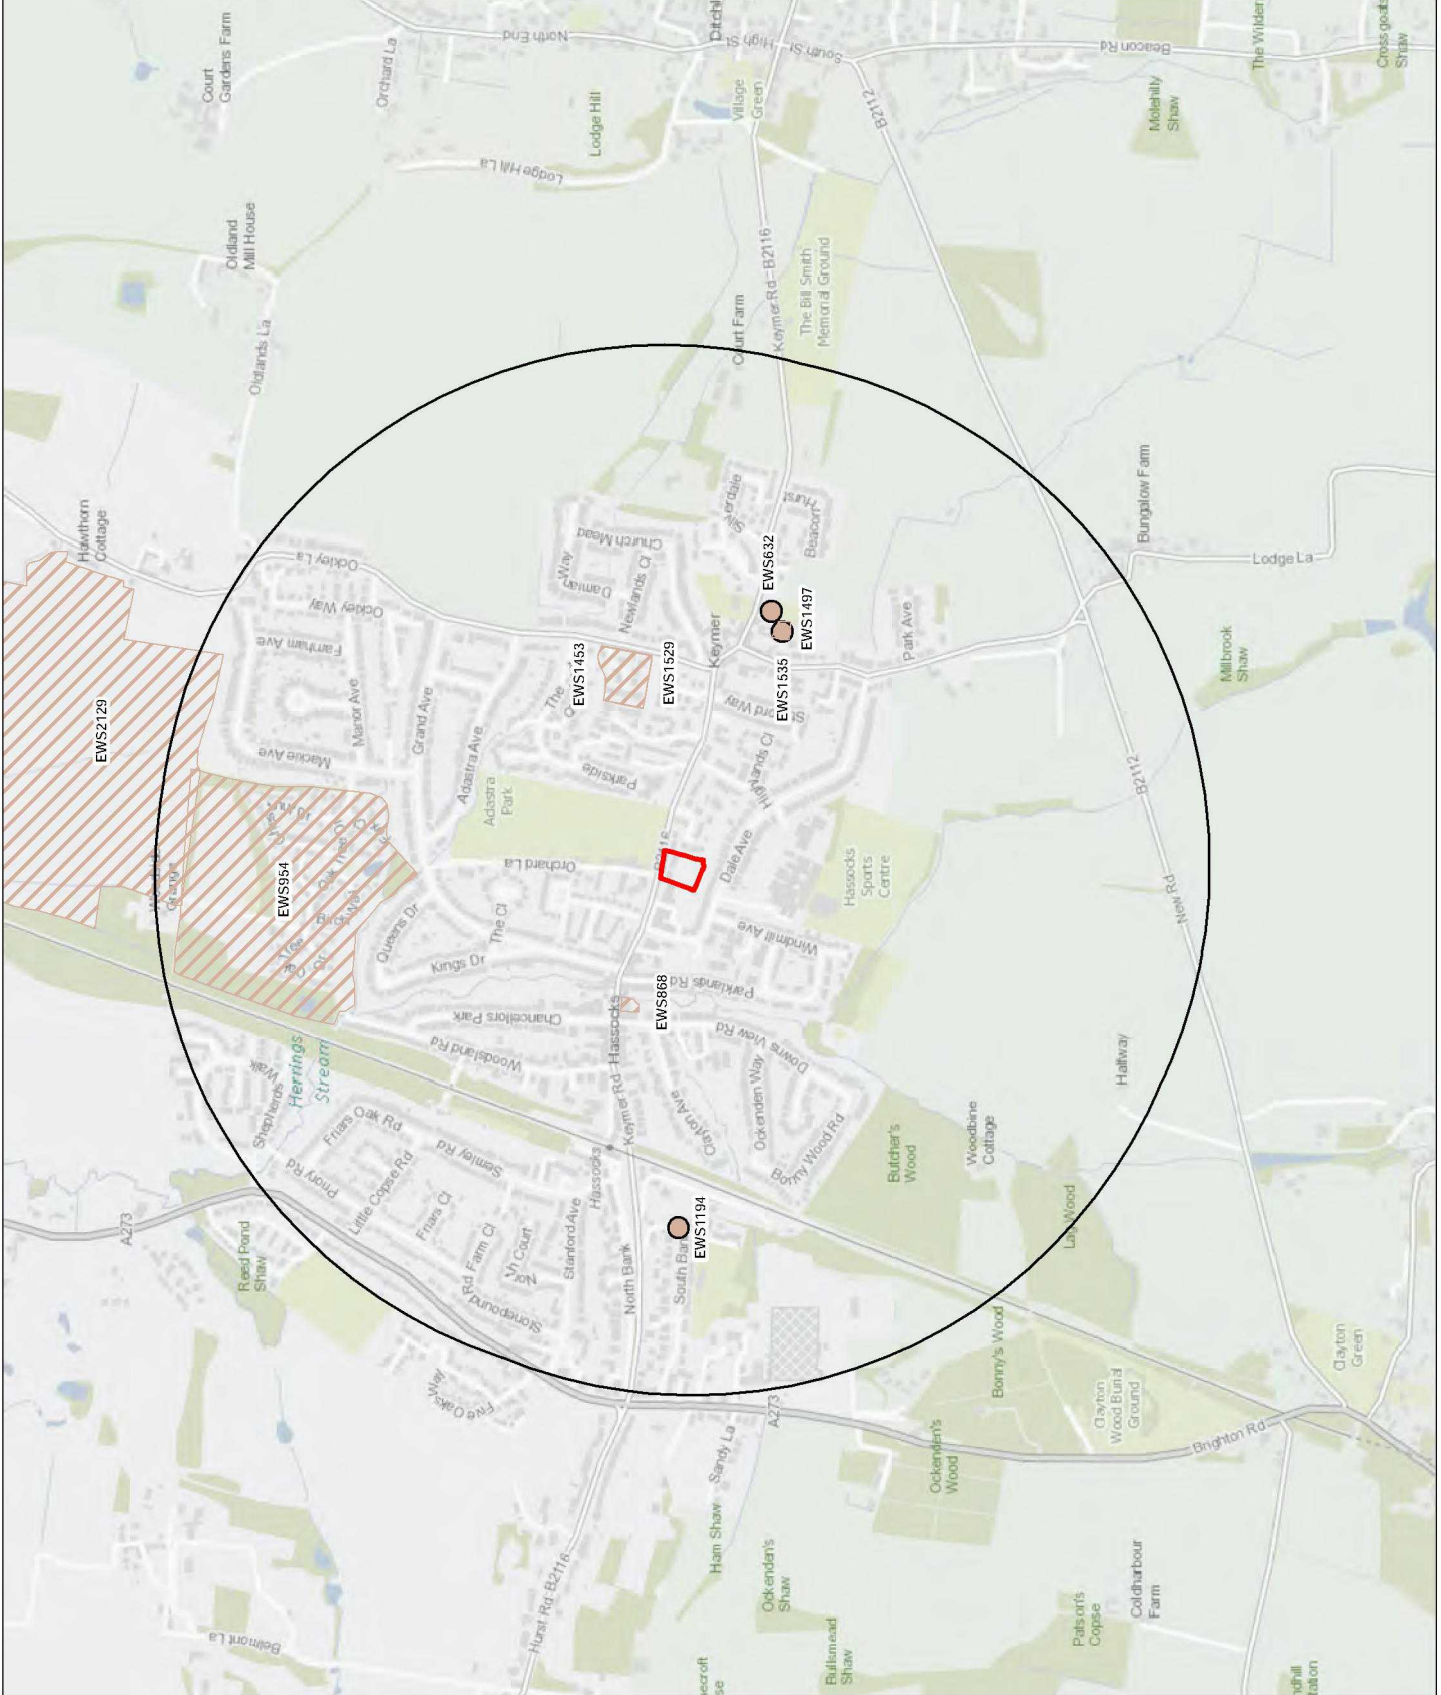 Court
Gardens Farm
Orchard La
North End
High St
South St
Beacon Rd
Village
Green
B2112
Lodge Hill
Lodge Hill La
Molehilly
Shaw
Oldland
Mill House
Oldlands La
Keymer Rd-B2116
The Bill Smith
Memorial Ground
Court Farm
Hawthorn
Cottage
Ockley La
Ockley Way
Farnham Ave
Manor Ave
Mackie Ave
Grand Ave
Adastra Ave
Adastra
Park
Church Mead
Damian
Way
Newlands Cl
Silverdale
Beacon
Hurst
Keymer
EWS632
EWS1497
EWS1535
EWS1453
EWS1529
EWS2129
EWS954
EWS868
EWS1194
The
Parkside
Highlands Cl
Dale Ave
Park Ave
Bungalow Farm
Lodge La
Millbrook
Shaw
B2112
New Rd
Hassocks
Sports
Centre
Windmill Ave
Parklands Rd
Orchard La
The Cl
Queens Dr
Kings Dr
Chancellors Park
Woodsland Rd
Keymer Rd
Hassocks
Downs View Rd
Clayton Ave
Ockenden Way
Bonny Wood Rd
Butcher's
Wood
Woodbine
Cottage
Halfway
Lag Wood
Herrings
Stream
Shepherds Walk
Friars Oak Rd
Priory Rd
Little Copse Rd
Semley Rd
Friars Cl
Farm Cl
Stanford Ave
Stonepound
Rd
Hassocks
North Bank
South Bank
A273
Reed Pond
Shaw
Five Oaks Way
Hurst Rd-B2116
Belmont La
A273
Sandy La
Ham Shaw
Ockenden's
Shaw
Ockenden's
Wood
Bonny's Wood
Clayton
Wood Burial
Ground
Clayton
Green
Brighton Rd
Bullsmead
Shaw
Patson's
Copse
Coldharbour
Farm